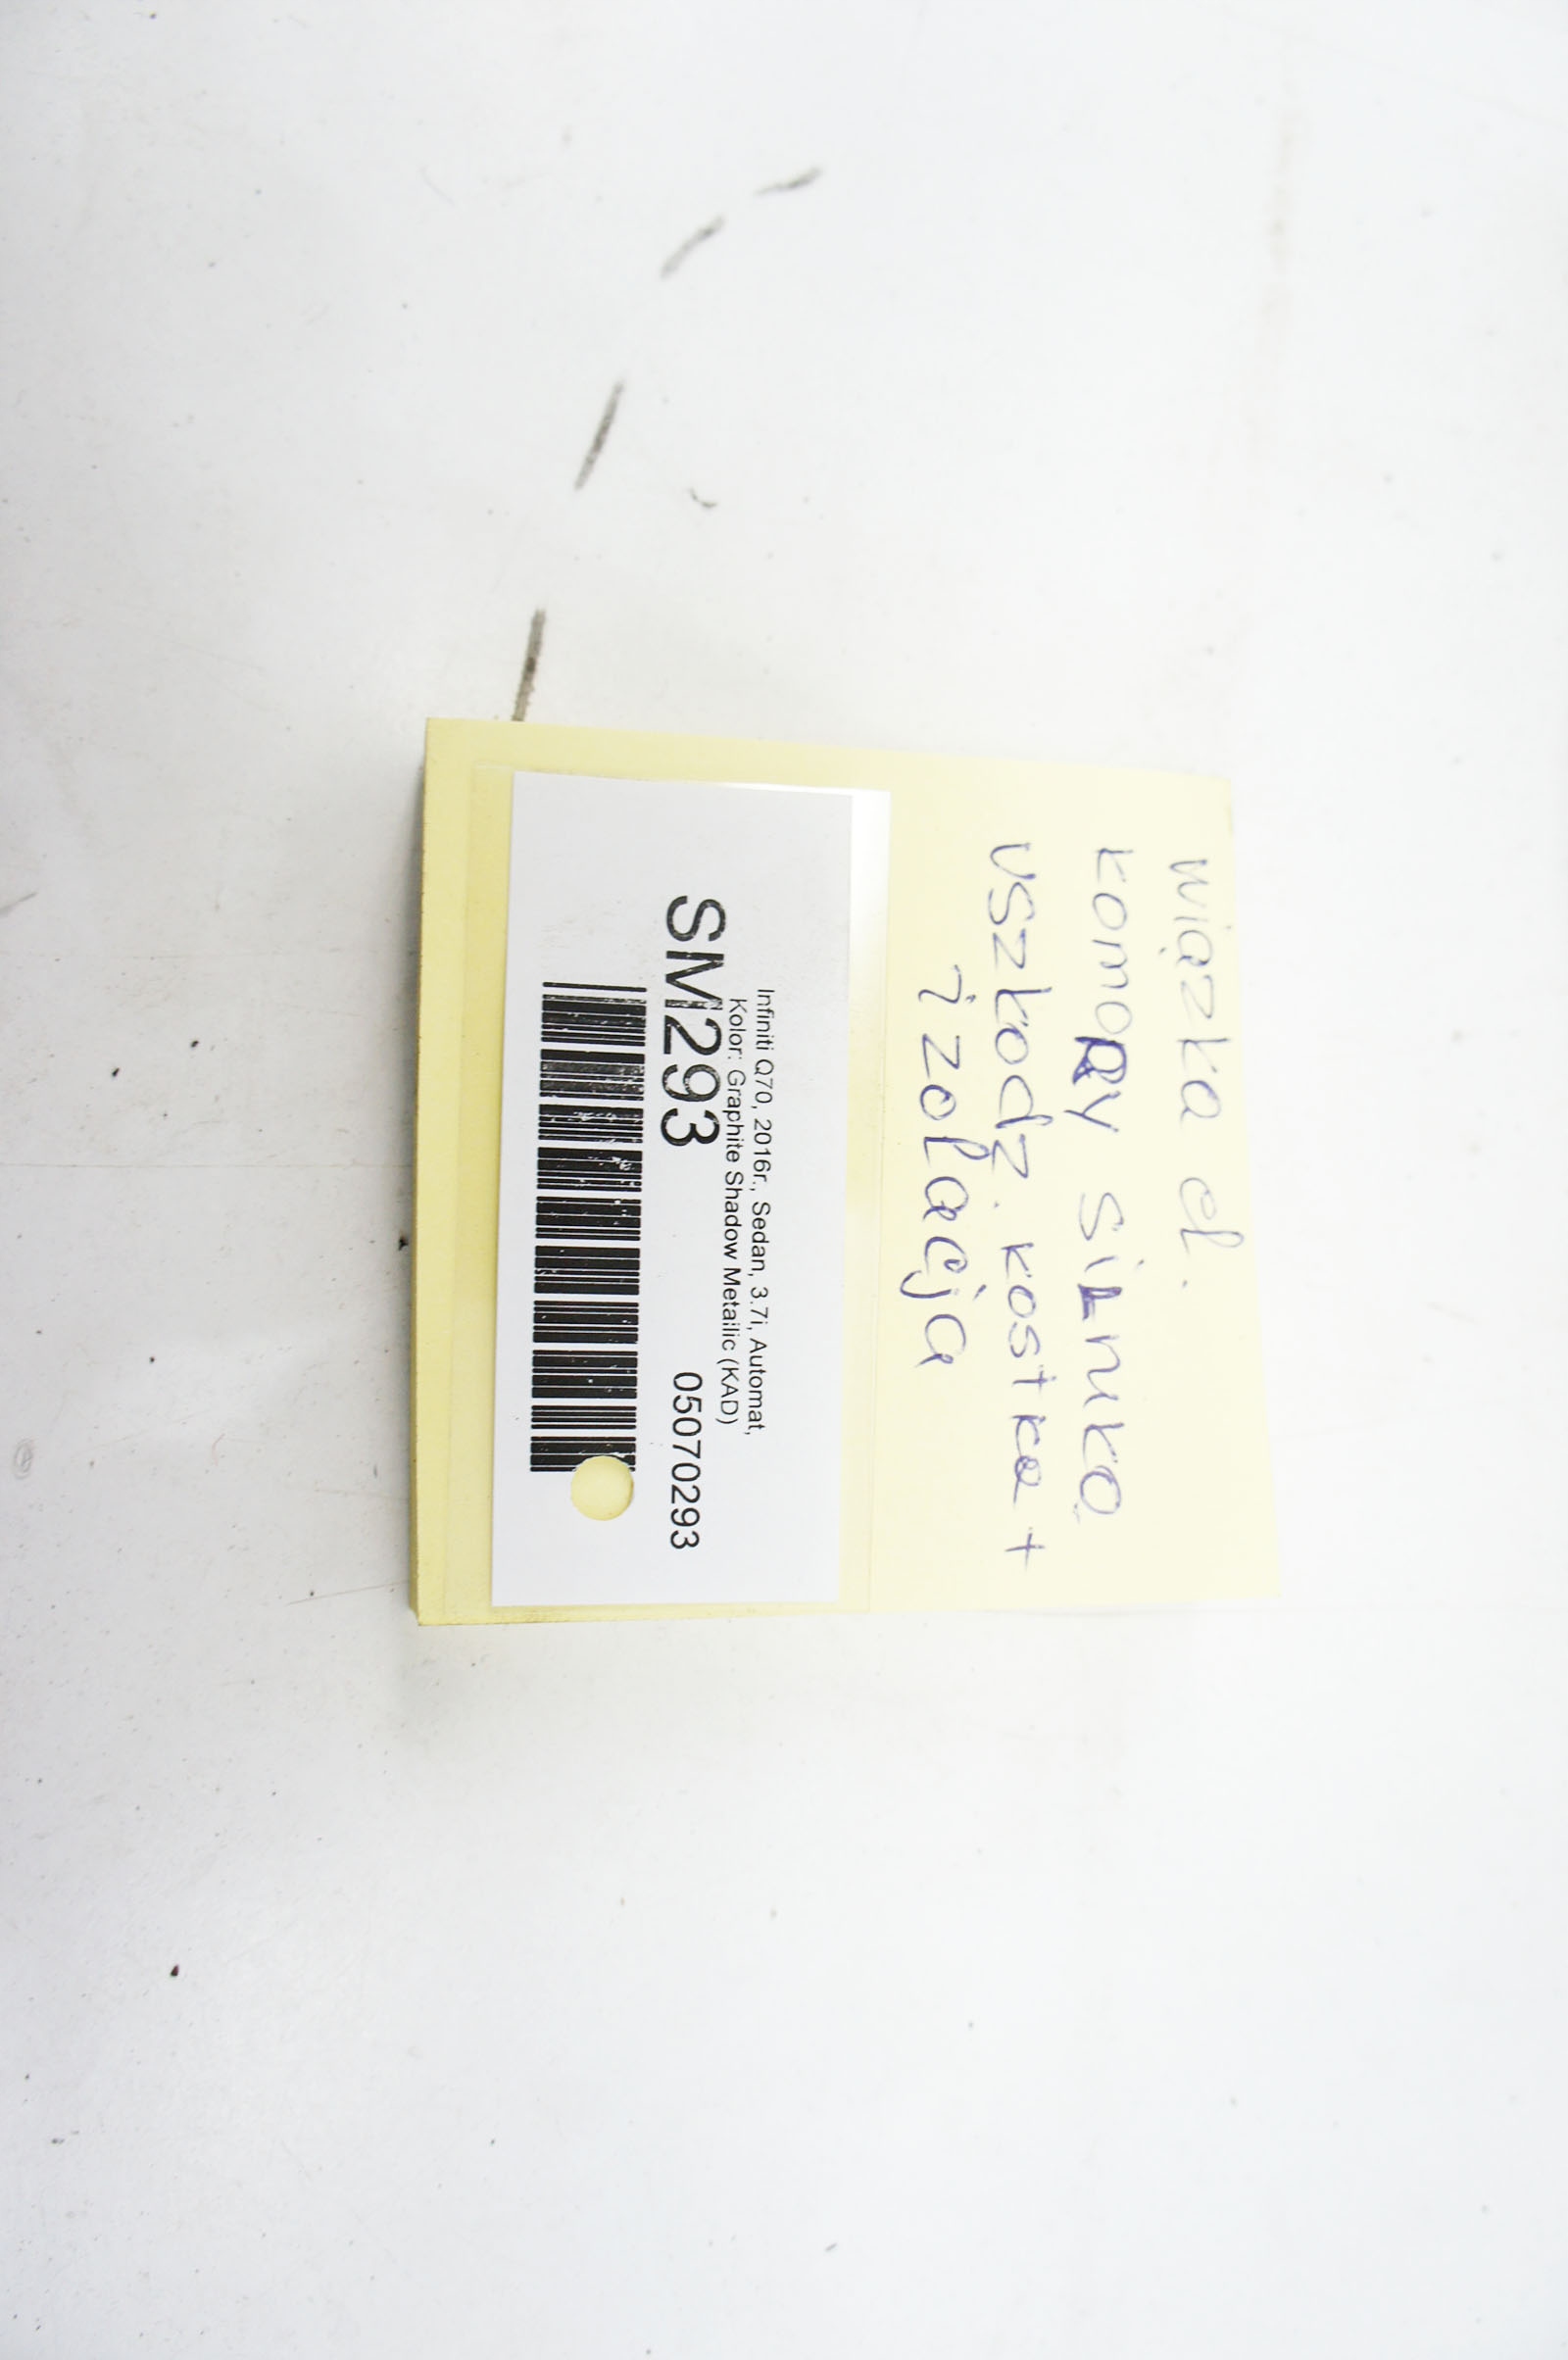 wiązka el.
komory silnika
uszkodz. kostka +
izolacja
Infiniti Q70, 2016r., Sedan, 3.7i, Automat,
Kolor: Graphite Shadow Metallic (KAD)
SM293 05070293